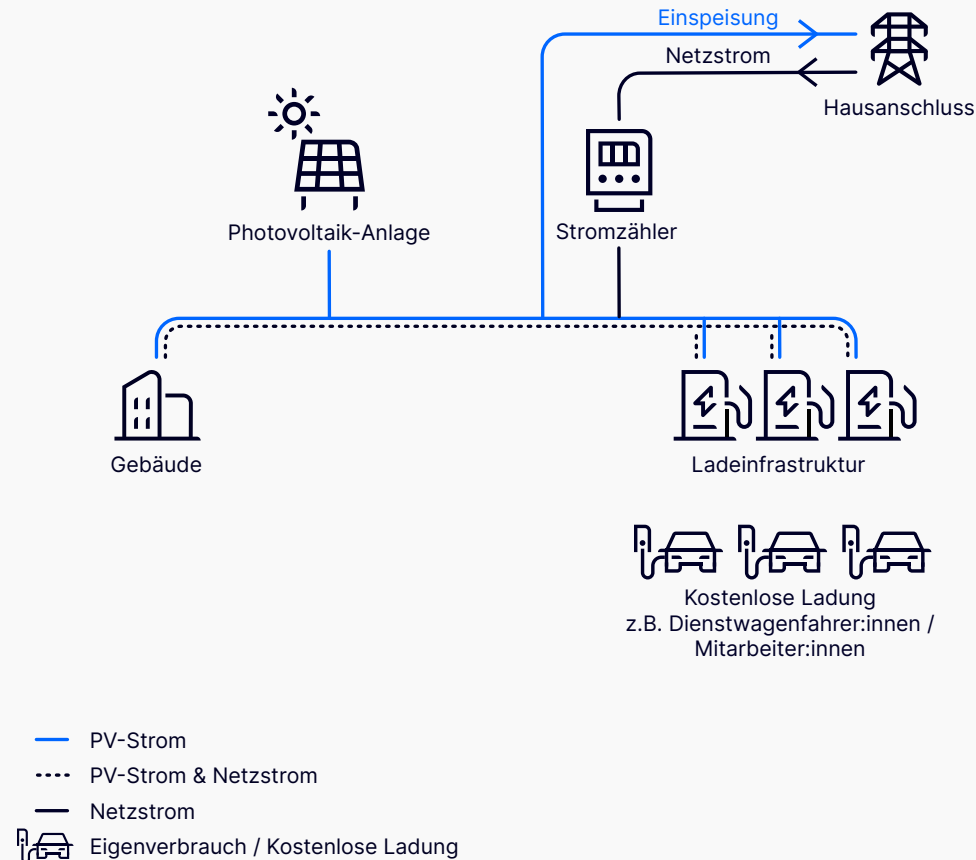 Einspeisung
Netzstrom
Hausanschluss
Photovoltaik-Anlage
Stromzähler
Gebäude
Ladeinfrastruktur
Kostenlose Ladung
z.B. Dienstwagenfahrer:innen /
Mitarbeiter:innen
PV-Strom
PV-Strom & Netzstrom
Netzstrom
Eigenverbrauch / Kostenlose Ladung